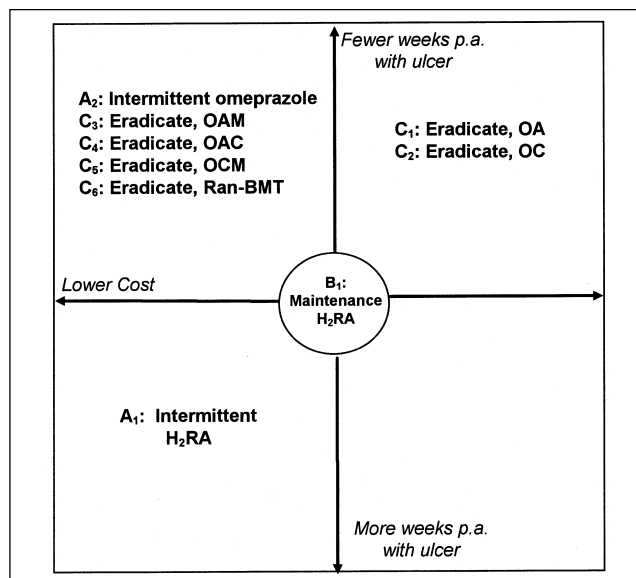 Fewer weeks p.a.
with ulcer
A₂: Intermittent omeprazole
C₃: Eradicate, OAM
C₄: Eradicate, OAC
C₅: Eradicate, OCM
C₆: Eradicate, Ran-BMT
C₁: Eradicate, OA
C₂: Eradicate, OC
Lower Cost
B₁:
Maintenance
H₂RA
A₁: Intermittent
H₂RA
More weeks p.a.
with ulcer